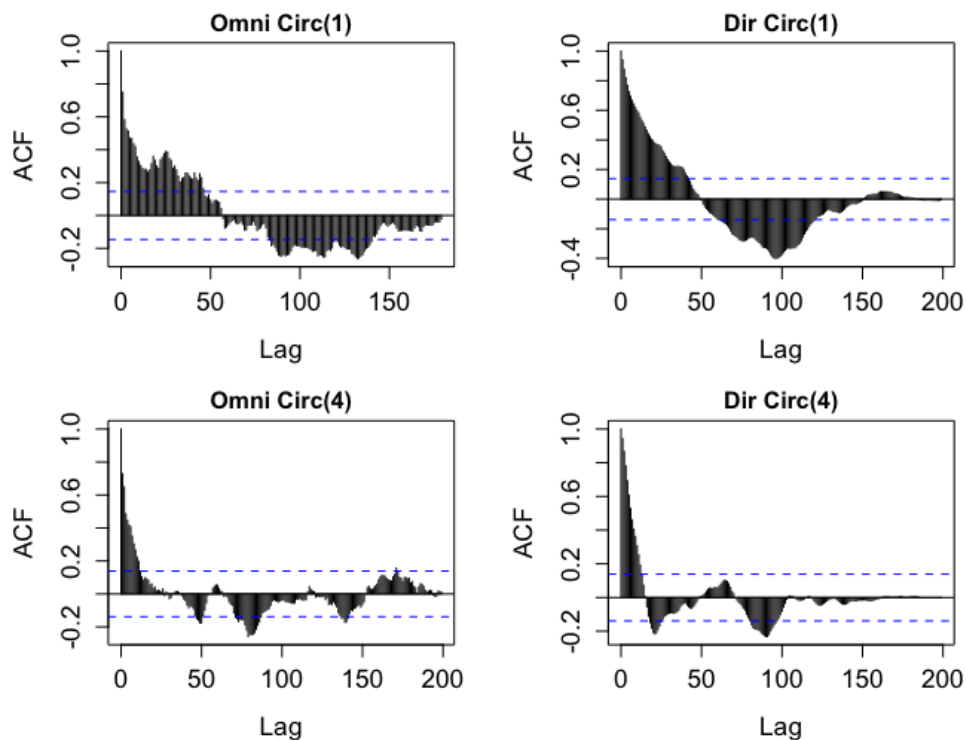 Omni Circ(1)
ACF
-0.2 0.2 0.6 1.0
0 50 100 150
Lag
Dir Circ(1)
ACF
-0.4 0.2 0.6 1.0
0 50 100 150 200
Lag
Omni Circ(4)
ACF
-0.2 0.2 0.6 1.0
0 50 100 150 200
Lag
Dir Circ(4)
ACF
-0.2 0.2 0.6 1.0
0 50 100 150 200
Lag